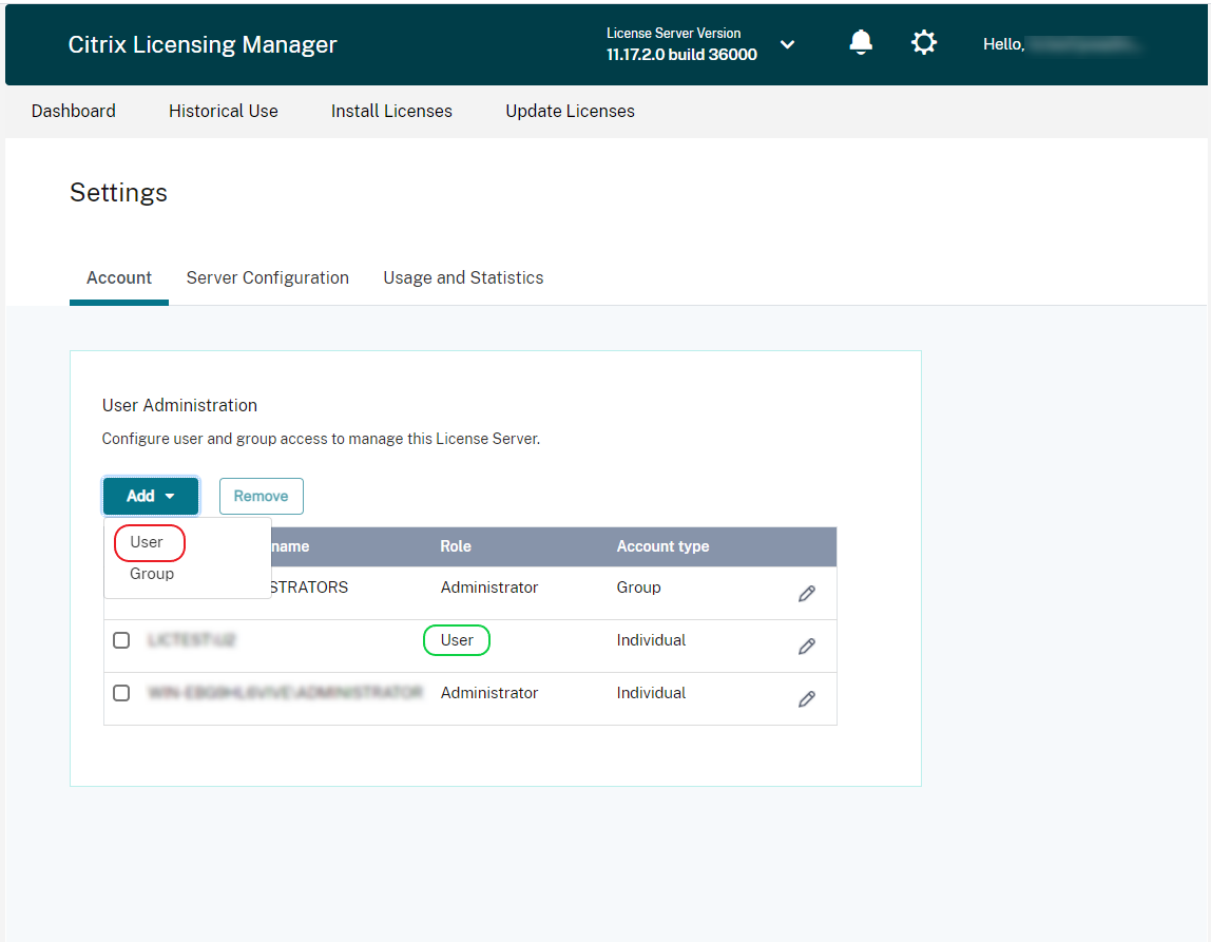 Citrix Licensing Manager
License Server Version
11.17.2.0 build 36000
Hello,
Dashboard Historical Use Install Licenses Update Licenses
Settings
Account Server Configuration Usage and Statistics
User Administration
Configure user and group access to manage this License Server.
Add Remove
User
Group
name Role Account type
STRATORS Administrator Group
User Individual
Administrator Individual